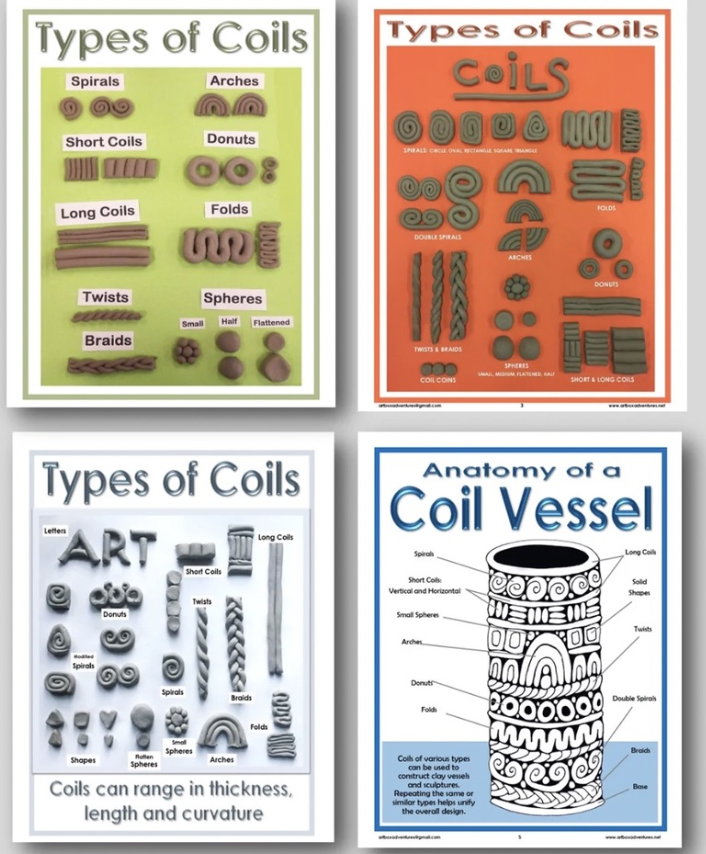 Types of Coils
Spirals
Arches
Short Coils
Donuts
Long Coils
Folds
Twists
Spheres
Small
Half
Flattened
Braids
Types of Coils
COiLS
SPIRALS: CIRCLE, OVAL, RECTANGLE, SQUARE, TRIANGLE
FOLDS
DOUBLE SPIRALS
ARCHES
DONUTS
TWISTS & BRAIDS
SPHERES
SMALL, MEDIUM, FLATTENED, HALF
COIL COINS
SHORT & LONG COILS
artboxadventures@gmail.com
3
www.artboxadventures.net
Types of Coils
Letters
ART
Long Coils
Short Coils
Donuts
Twists
Modified
Spirals
Spirals
Braids
Folds
Shapes
Flatten
Spheres
Small
Spheres
Arches
Coils can range in thickness,
length and curvature
Anatomy of a
Coil Vessel
Spirals
Long Coils
Short Coils:
Vertical and Horizontal
Solid
Shapes
Small Spheres
Twists
Arches
Donuts
Double Spirals
Folds
Braids
Base
Coils of various types
can be used to
construct clay vessels
and sculptures.
Repeating the same or
similar types helps unify
the overall design.
artboxadventures@gmail.com
5
www.artboxadventures.net